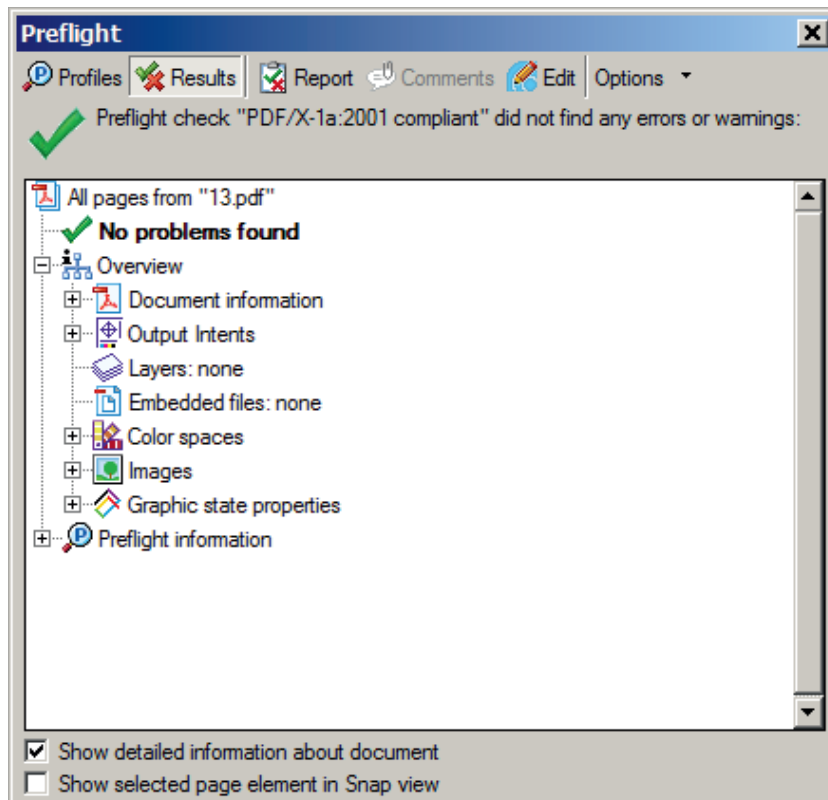 Preflight
Profiles Results Report Comments Edit Options
Preflight check "PDF/X-1a:2001 compliant" did not find any errors or warnings:
All pages from "13.pdf"
No problems found
Overview
Document information
Output Intents
Layers: none
Embedded files: none
Color spaces
Images
Graphic state properties
Preflight information
Show detailed information about document
Show selected page element in Snap view